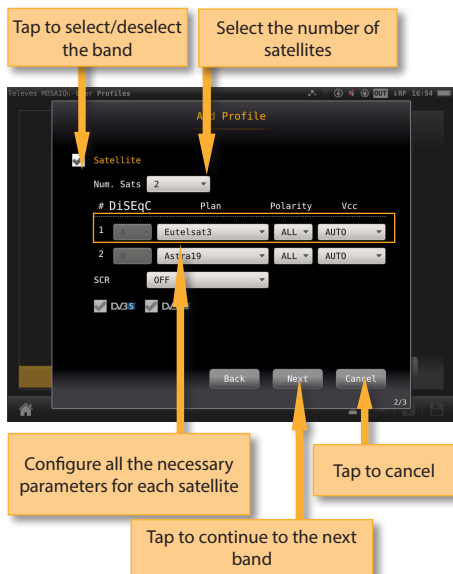 Tap to select/deselect
the band
Select the number of
satellites
Televes MOSAIQ6-User Profiles
OUT RF 16:54
Add Profile
Satellite
Num. Sats 2
# DiSEqC Plan Polarity Vcc
1 A Eutelsat3 ALL AUTO
2 B Astra19 ALL AUTO
SCR OFF
Back Next Cancel
2/3
Configure all the necessary
parameters for each satellite
Tap to cancel
Tap to continue to the next
band